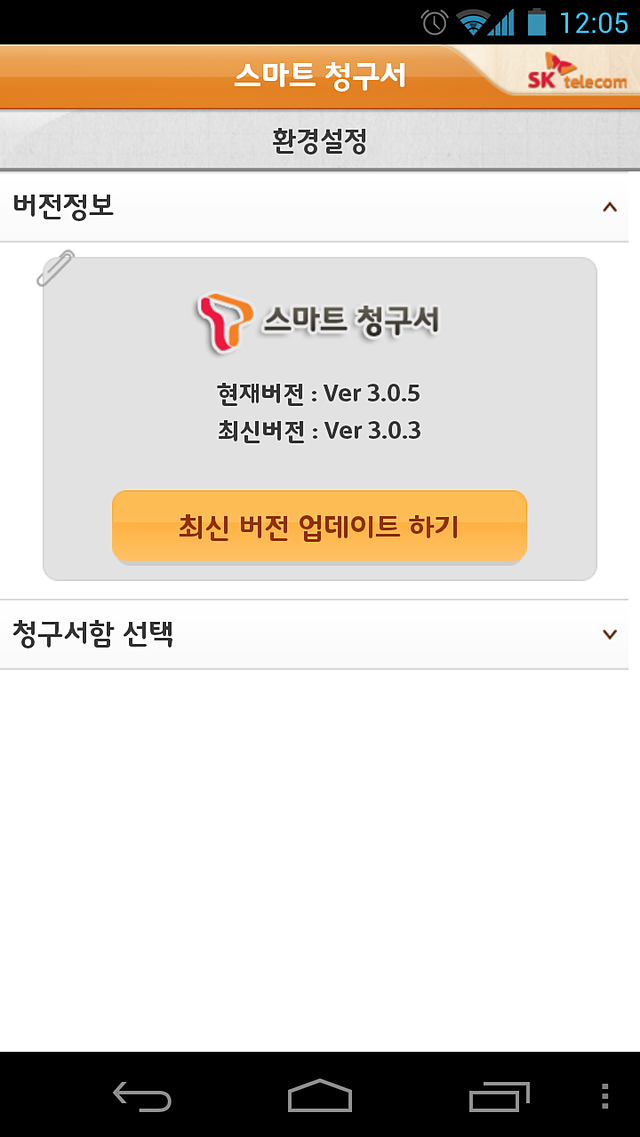 12:05
스마트 청구서
SK telecom
환경설정
버전정보
스마트 청구서
현재버전 : Ver 3.0.5
최신버전 : Ver 3.0.3
최신 버전 업데이트 하기
청구서함 선택